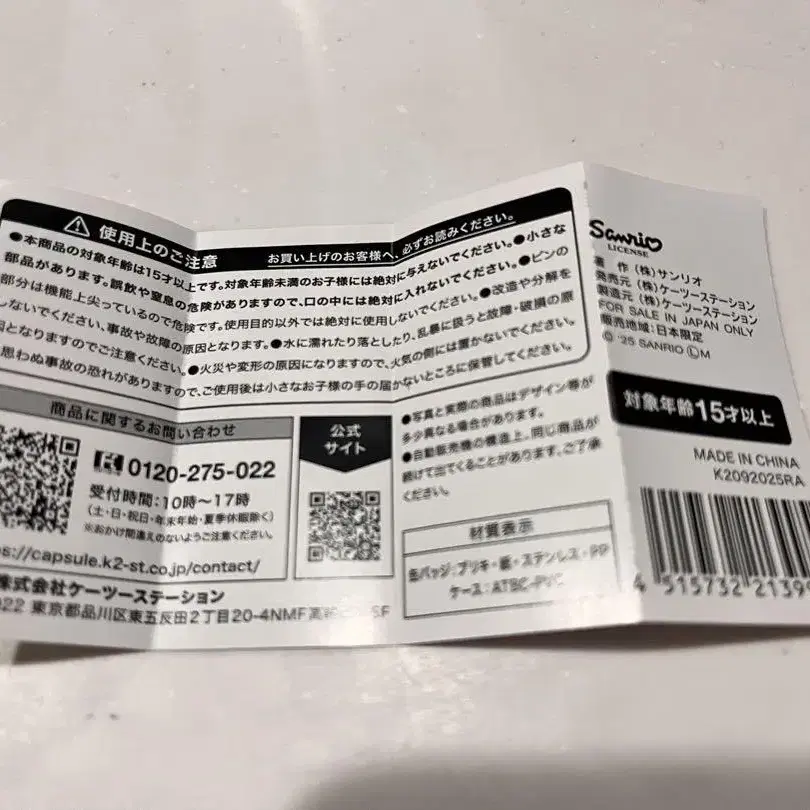 ⚠ 使用上のご注意
お買い上げのお客様へ、必ずお読みください。
●本商品の対象年齢は15才以上です。対象年齢未満のお子様には絶対に与えないでください。●小さな
部品があります。誤飲や窒息の危険がありますので、口の中には絶対に入れないでください。●ピンの
部分は機能上尖っているので危険です。使用目的以外では絶対に使用しないでください。●改造や分解を
しないでください、事故や故障の原因となります。●水に濡れたり落としたり、乱暴に扱うと故障・破損の原
因となりますのでご注意ください。●火災や変形の原因になりますので、火気の側には置かないでください。
思わぬ事故の恐れがありますので、ご使用後は小さなお子様の手の届かないところに保管してください。
商品に関するお問い合わせ
0120-275-022
受付時間:10時〜17時
(土・日・祝日・年末年始・夏季休暇除く)
※おかけ間違えのないようご注意ください。
s://capsule.k2-st.co.jp/contact/
株式会社ケーツーステーション
022 東京都品川区東五反田2丁目20-4NMF高
公式
サイト
●写真と実際の商品はデザイン等が
多少異なる場合があります。
●自動販売機の構造上、同じ商品が
続けて出てくることがあります。ご了承
ください。
材質表示
缶バッジ:ブリキ・紙・ステンレス・PP
ケース:ATBC-PVC
Sanrio
LICENSE
著 作 (株)サンリオ
発売元 (株)ケーツーステーション
製造元 (株)ケーツーステーション
FOR SALE IN JAPAN ONLY
販売地域:日本限定
© '25 SANRIO ⓁM
対象年齢15才以上
MADE IN CHINA
K2092025RA
4 515732 21399